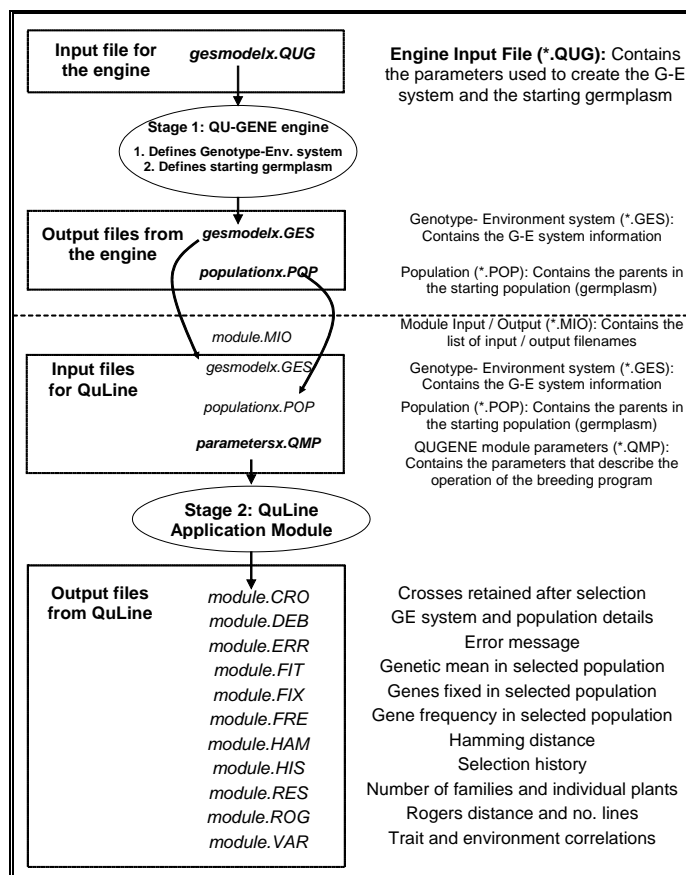 Input file for
the engine
gesmodelx.QUG
Engine Input File (*.QUG): Contains
the parameters used to create the G-E
system and the starting germplasm
Stage 1: QU-GENE engine
1. Defines Genotype-Env. system
2. Defines starting germplasm
Output files from
the engine
gesmodelx.GES
populationx.POP
Genotype- Environment system (*.GES):
Contains the G-E system information
Population (*.POP): Contains the parents in
the starting population (germplasm)
module.MIO
Module Input / Output (*.MIO): Contains the
list of input / output filenames
Input files
for QuLine
gesmodelx.GES
populationx.POP
parametersx.QMP
Genotype- Environment system (*.GES):
Contains the G-E system information
Population (*.POP): Contains the parents in
the starting population (germplasm)
QUGENE module parameters (*.QMP):
Contains the parameters that describe the
operation of the breeding program
Stage 2: QuLine
Application Module
Output files
from QuLine
module.CRO Crosses retained after selection
module.DEB GE system and population details
module.ERR Error message
module.FIT Genetic mean in selected population
module.FIX Genes fixed in selected population
module.FRE Gene frequency in selected population
module.HAM Hamming distance
module.HIS Selection history
module.RES Number of families and individual plants
module.ROG Rogers distance and no. lines
module.VAR Trait and environment correlations